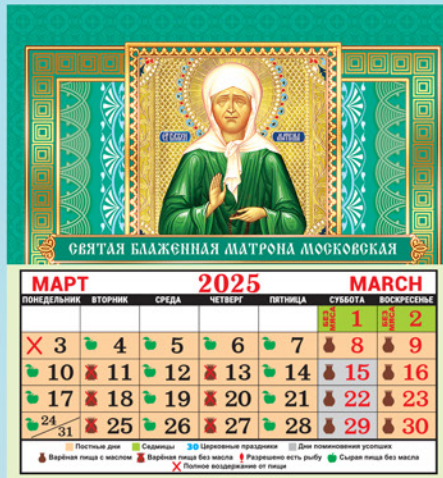 СВЯТАЯ БЛАЖЕННАЯ МАТРОНА МОСКОВСКАЯ
МАРТ 2025 MARCH
ПОНЕДЕЛЬНИК ВТОРНИК СРЕДА ЧЕТВЕРГ ПЯТНИЦА СУББОТА ВОСКРЕСЕНЬЕ
БЕЗ МЯСА 1 БЕЗ МЯСА 2
3 4 5 6 7 8 9
10 11 12 13 14 15 16
17 18 19 20 21 22 23
24/31 25 26 27 28 29 30
Постные дни Седмицы 30 Церковные праздники Дни поминовения усопших
Варёная пища с маслом Варёная пища без масла Разрешено есть рыбу Сырая пища без масла
Полное воздержание от пищи